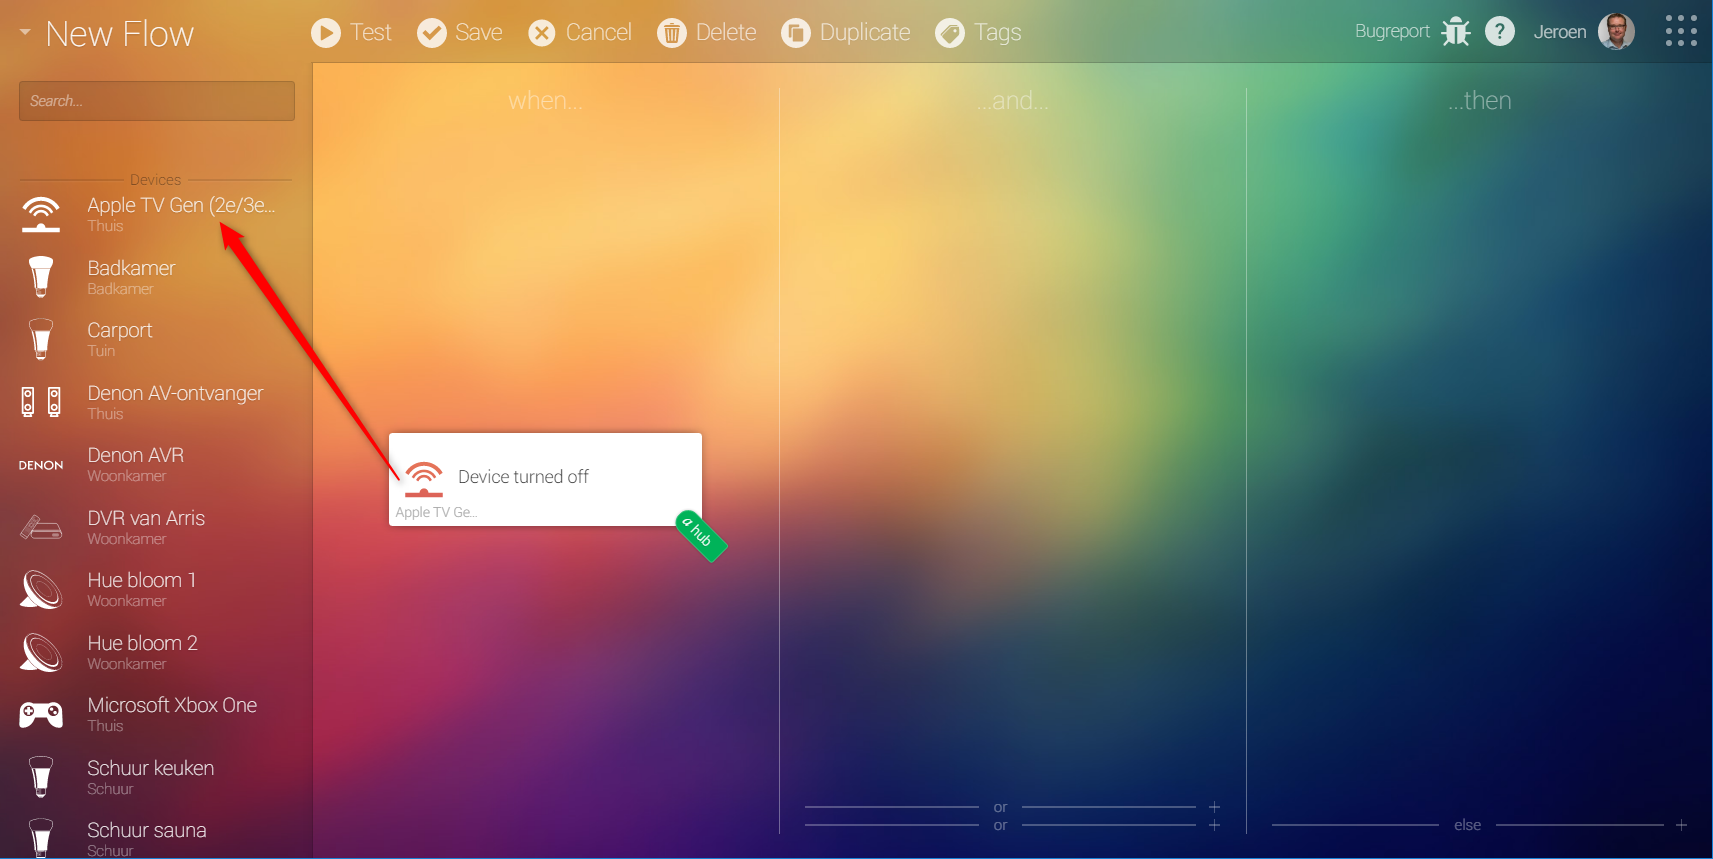 New Flow
Test
Save
Cancel
Delete
Duplicate
Tags
Bugreport
?
Jeroen
Search...
Devices
Apple TV Gen (2e/3e...
Thuis
Badkamer
Badkamer
Carport
Tuin
Denon AV-ontvanger
Thuis
DENON
Denon AVR
Woonkamer
DVR van Arris
Woonkamer
Hue bloom 1
Woonkamer
Hue bloom 2
Woonkamer
Microsoft Xbox One
Thuis
Schuur keuken
Schuur
Schuur sauna
Schuur
when...
...and...
...then
Device turned off
Apple TV Ge...
a hub
or
or
else